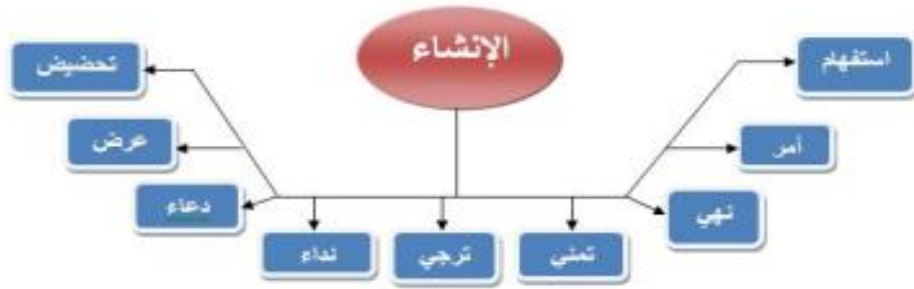 الإنشاء
استفهام
أمر
نهي
تمني
ترجي
نداء
دعاء
عرض
تحضيض